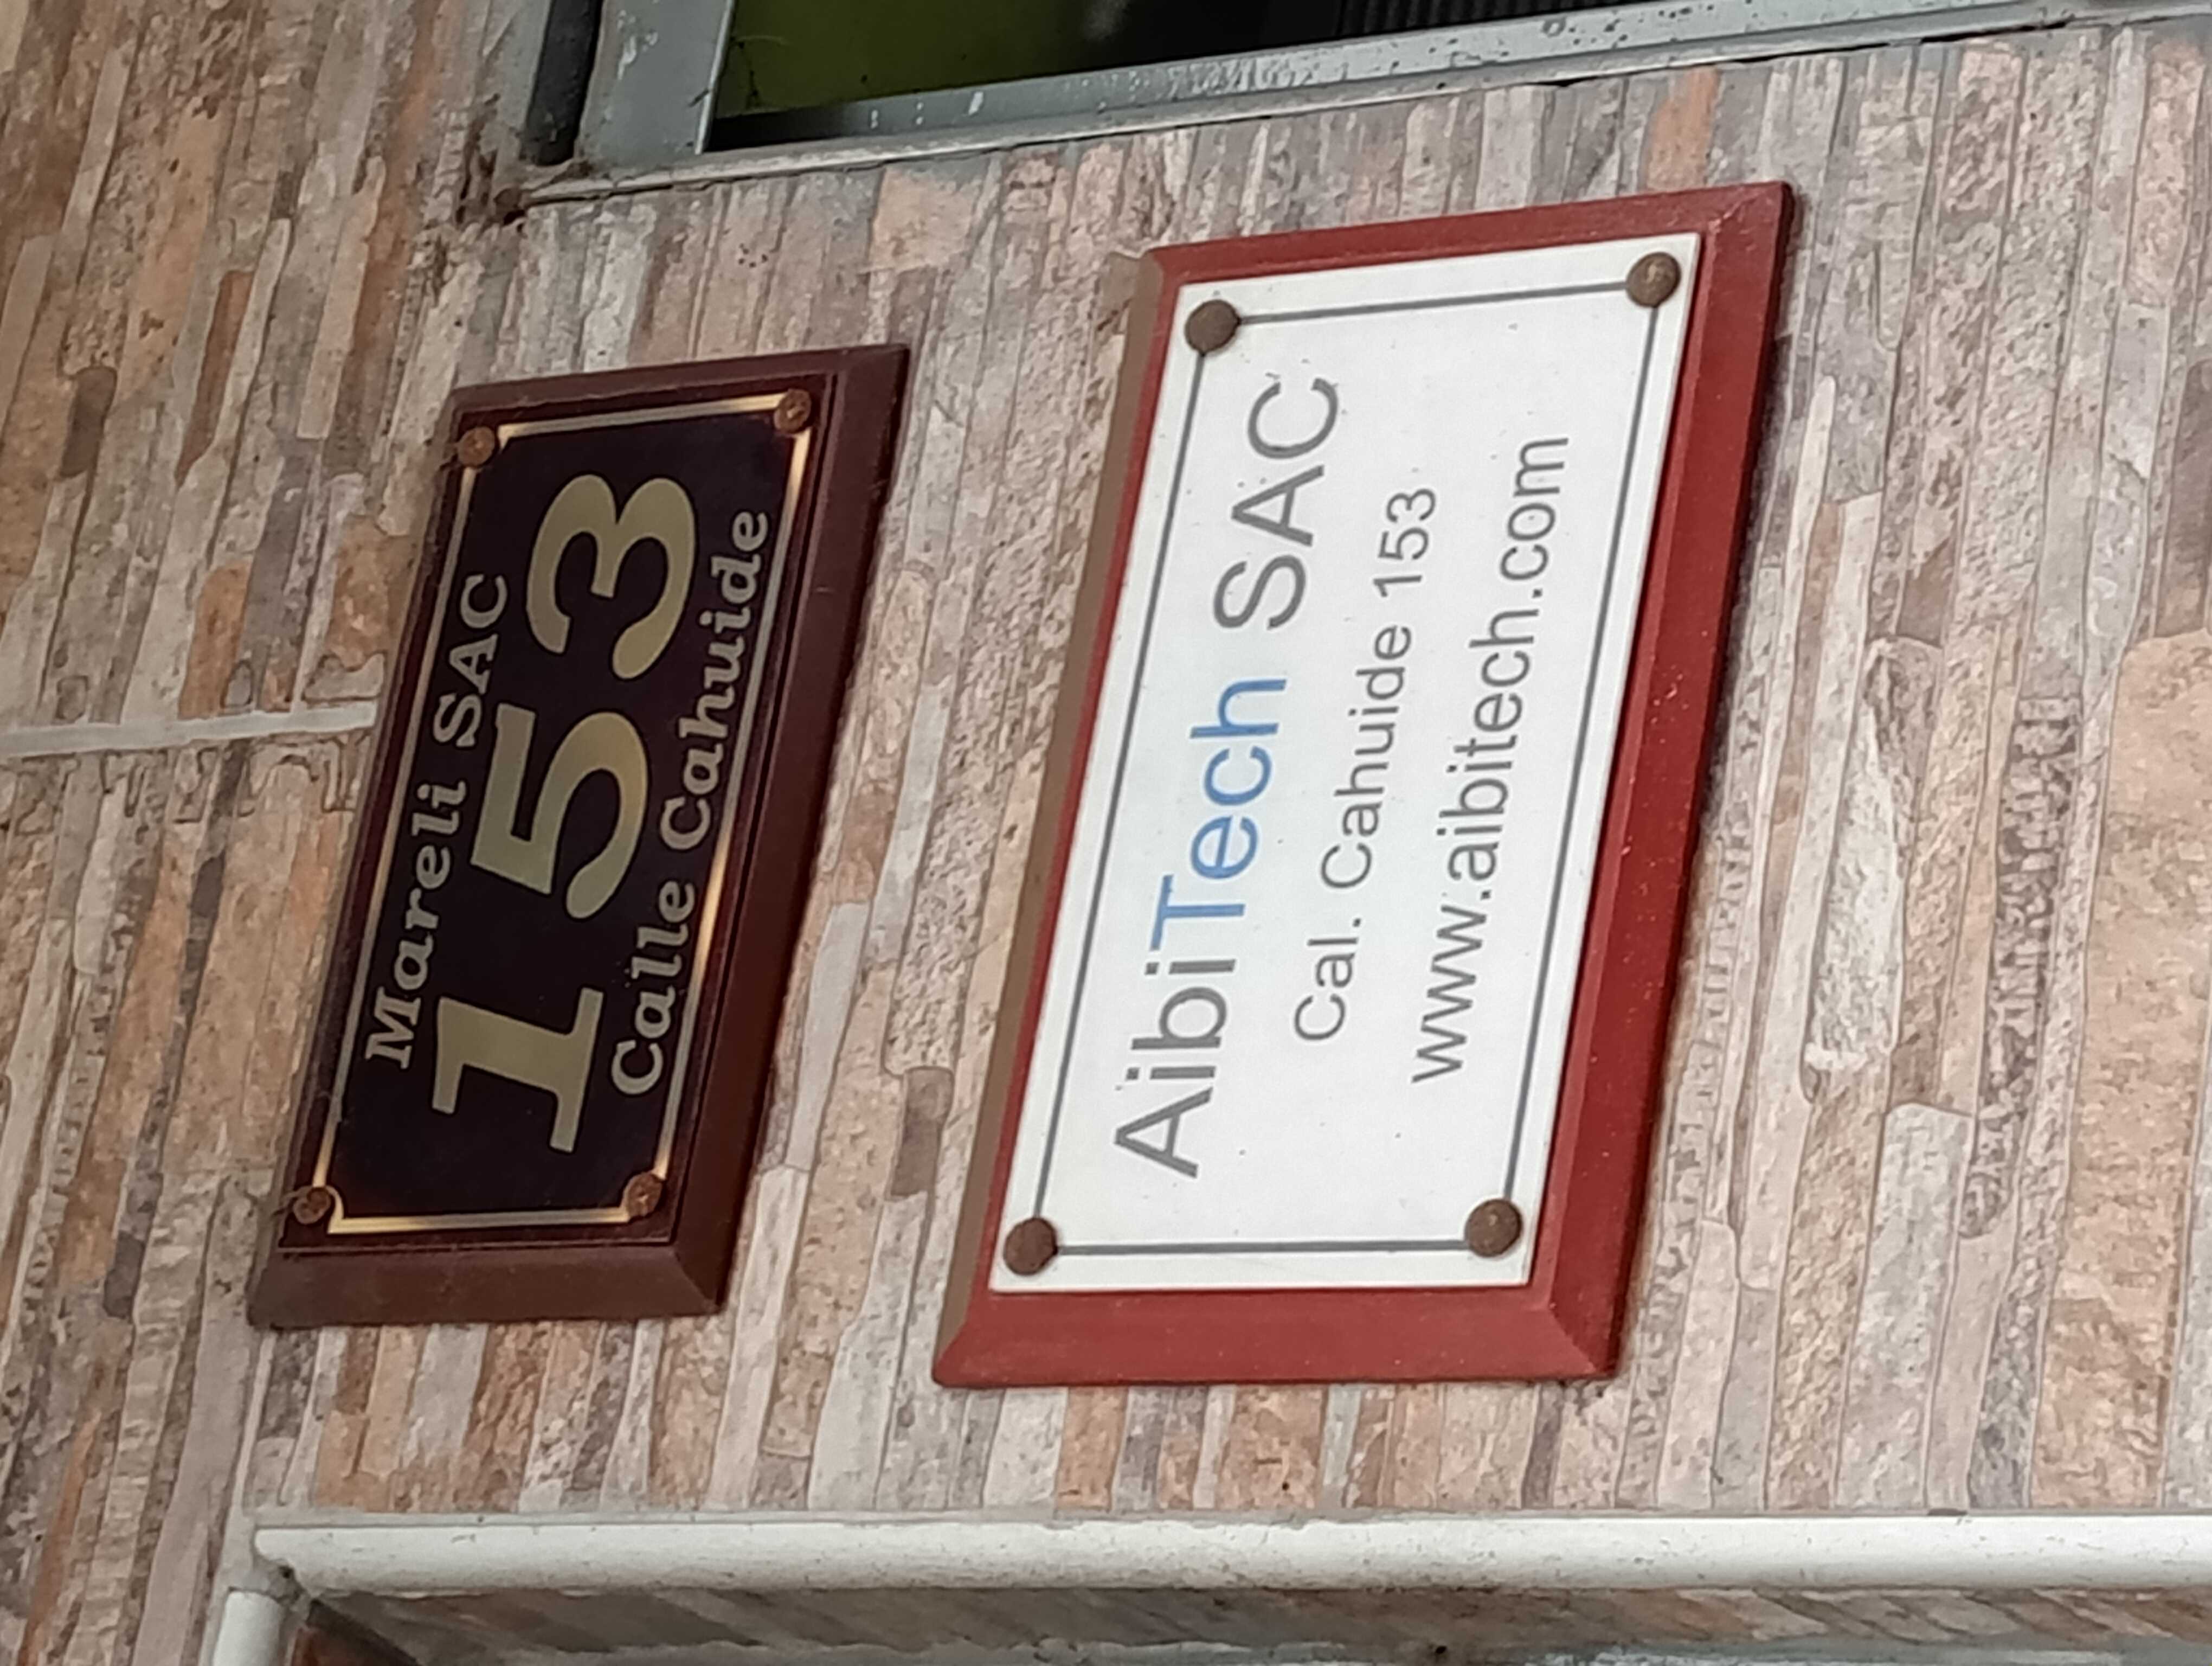 Mareli SAC
153
Calle Cahuide
AibiTech SAC
Cal. Cahuide 153
www.aibitech.com